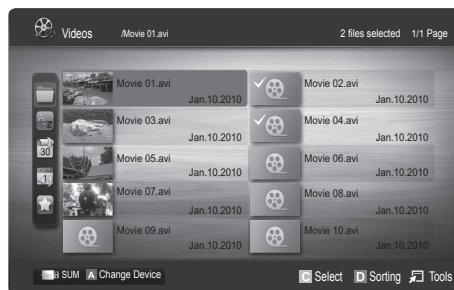 Videos /Movie 01.avi 2 files selected 1/1 Page
Movie 01.avi Movie 02.avi
Jan.10.2010 Jan.10.2010
Movie 03.avi Movie 04.avi
Jan.10.2010 Jan.10.2010
Movie 05.avi Movie 06.avi
Jan.10.2010 Jan.10.2010
Movie 07.avi Movie 08.avi
Jan.10.2010 Jan.10.2010
Movie 09.avi Movie 10.avi
Jan.10.2010 Jan.10.2010
A Z
30
1
SUM A Change Device C Select D Sorting Tools